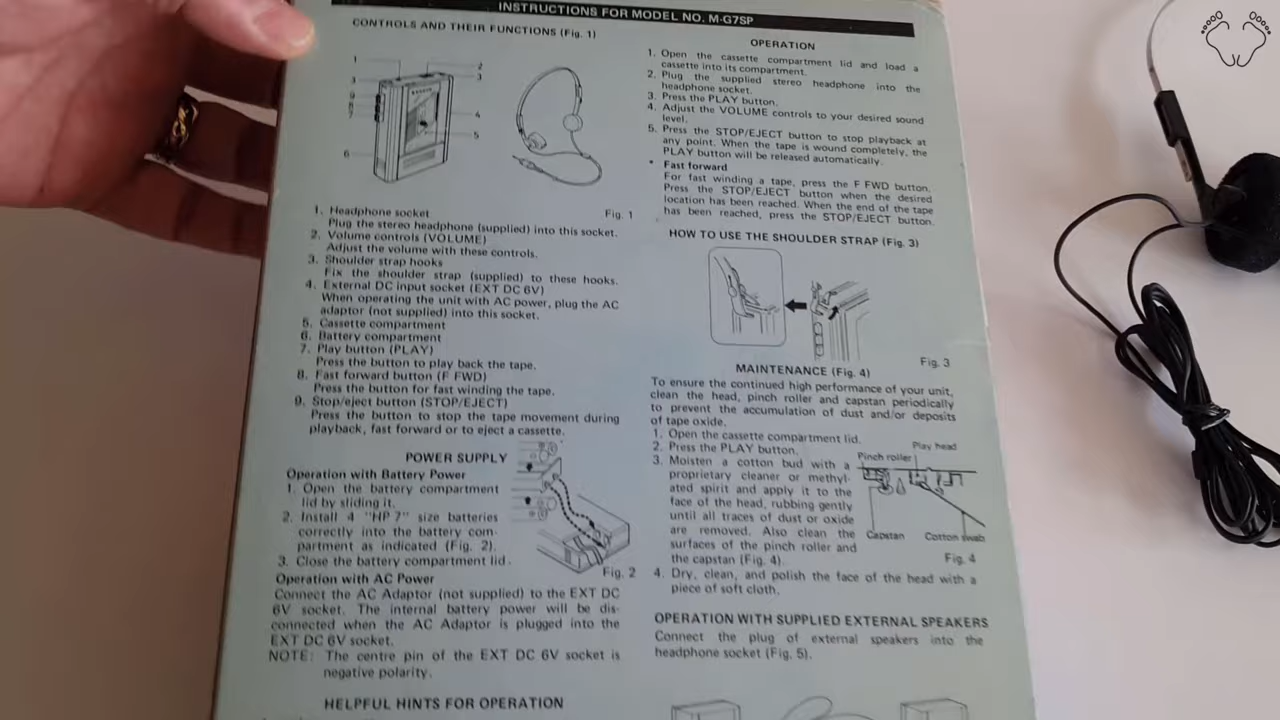 INSTRUCTIONS FOR MODEL NO. M-G7SP
CONTROLS AND THEIR FUNCTIONS (Fig. 1)
1
2
3
3
9
8
7
4
5
6
Fig. 1
1. Headphone socket
Plug the stereo headphone (supplied) into this socket.
2. Volume controls (VOLUME)
Adjust the volume with these controls.
3. Shoulder strap hooks
Fix the shoulder strap (supplied) to these hooks.
4. External DC input socket (EXT DC 6V)
When operating the unit with AC power, plug the AC
adaptor (not supplied) into this socket.
5. Cassette compartment
6. Battery compartment
7. Play button (PLAY)
Press the button to play back the tape.
8. Fast forward button (F FWD)
Press the button for fast winding the tape.
9. Stop/eject button (STOP/EJECT)
Press the button to stop the tape movement during
playback, fast forward or to eject a cassette.
POWER SUPPLY
Operation with Battery Power
1. Open the battery compartment
lid by sliding it.
2. Install 4 "HP 7" size batteries
correctly into the battery com-
partment as indicated (Fig. 2).
3. Close the battery compartment lid.
Fig. 2
Operation with AC Power
Connect the AC Adaptor (not supplied) to the EXT DC
6V socket. The internal battery power will be dis-
connected when the AC Adaptor is plugged into the
EXT DC 6V socket.
NOTE: The centre pin of the EXT DC 6V socket is
negative polarity.
HELPFUL HINTS FOR OPERATION
OPERATION
1. Open the cassette compartment lid and load a
cassette into its compartment.
2. Plug the supplied stereo headphone into the
headphone socket.
3. Press the PLAY button.
4. Adjust the VOLUME controls to your desired sound
level.
5. Press the STOP/EJECT button to stop playback at
any point. When the tape is wound completely, the
PLAY button will be released automatically.
* Fast forward
For fast winding a tape, press the F FWD button.
Press the STOP/EJECT button when the desired
location has been reached. When the end of the tape
has been reached, press the STOP/EJECT button.
HOW TO USE THE SHOULDER STRAP (Fig. 3)
Fig. 3
MAINTENANCE (Fig. 4)
To ensure the continued high performance of your unit,
clean the head, pinch roller and capstan periodically
to prevent the accumulation of dust and/or deposits
of tape oxide.
1. Open the cassette compartment lid.
2. Press the PLAY button.
3. Moisten a cotton bud with a
proprietary cleaner or methyl-
ated spirit and apply it to the
face of the head, rubbing gently
until all traces of dust or oxide
are removed. Also clean the
surfaces of the pinch roller and
the capstan (Fig. 4).
Play head
Pinch roller
Capstan
Cotton swab
Fig. 4
4. Dry, clean, and polish the face of the head with a
piece of soft cloth.
OPERATION WITH SUPPLIED EXTERNAL SPEAKERS
Connect the plug of external speakers into the
headphone socket (Fig. 5).